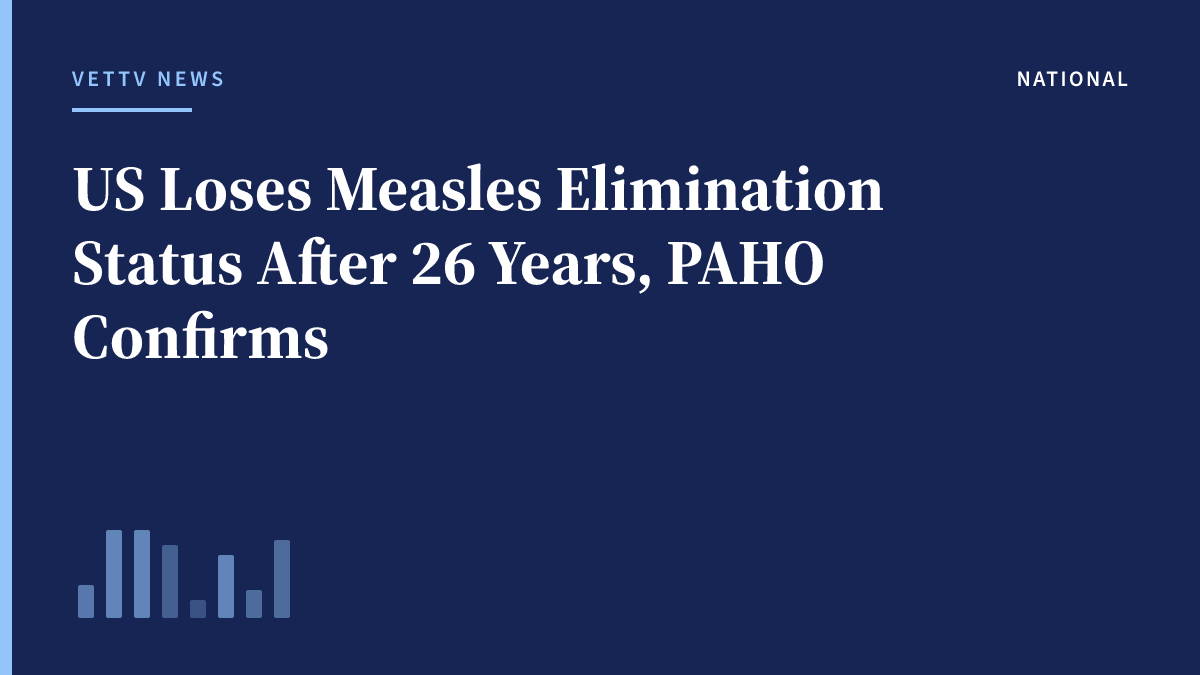 VETTV NEWS
NATIONAL
US Loses Measles Elimination
Status After 26 Years, PAHO
Confirms